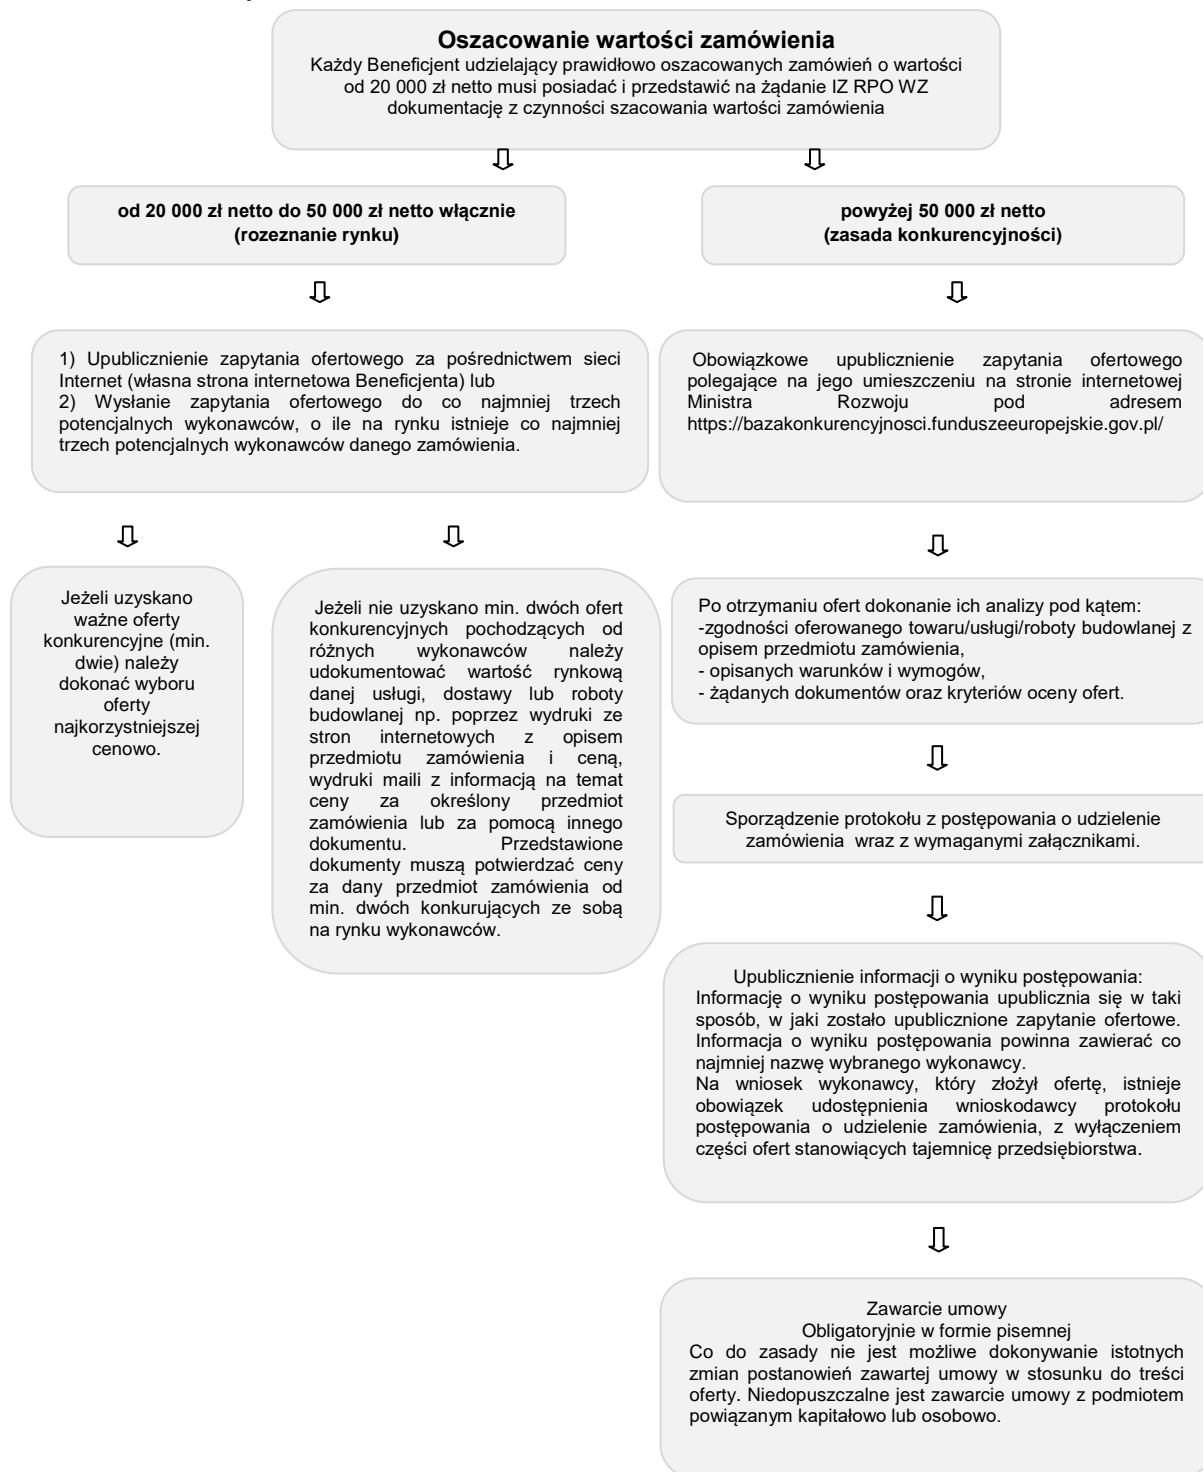 Oszacowanie wartości zamówienia
Każdy Beneficjent udzielający prawidłowo oszacowanych zamówień o wartości
od 20 000 zł netto musi posiadać i przedstawić na żądanie IZ RPO WZ
dokumentację z czynności szacowania wartości zamówienia
od 20 000 zł netto do 50 000 zł netto włącznie
(rozeznanie rynku)
powyżej 50 000 zł netto
(zasada konkurencyjności)
1) Upublicznienie zapytania ofertowego za pośrednictwem sieci
Internet (własna strona internetowa Beneficjenta) lub
2) Wysłanie zapytania ofertowego do co najmniej trzech
potencjalnych wykonawców, o ile na rynku istnieje co najmniej
trzech potencjalnych wykonawców danego zamówienia.
Obowiązkowe upublicznienie zapytania ofertowego
polegające na jego umieszczeniu na stronie internetowej
Ministra Rozwoju pod adresem
https://bazakonkurencyjnosci.funduszeeuropejskie.gov.pl/
Jeżeli uzyskano
ważne oferty
konkurencyjne (min.
dwie) należy
dokonać wyboru
oferty
najkorzystniejszej
cenowo.
Jeżeli nie uzyskano min. dwóch ofert
konkurencyjnych pochodzących od
różnych wykonawców należy
udokumentować wartość rynkową
danej usługi, dostawy lub roboty
budowlanej np. poprzez wydruki ze
stron internetowych z opisem
przedmiotu zamówienia i ceną,
wydruki maili z informacją na temat
ceny za określony przedmiot
zamówienia lub za pomocą innego
dokumentu. Przedstawione
dokumenty muszą potwierdzać ceny
za dany przedmiot zamówienia od
min. dwóch konkurujących ze sobą
na rynku wykonawców.
Po otrzymaniu ofert dokonanie ich analizy pod kątem:
-zgodności oferowanego towaru/usługi/roboty budowlanej z
opisem przedmiotu zamówienia,
- opisanych warunków i wymogów,
- żądanych dokumentów oraz kryteriów oceny ofert.
Sporządzenie protokołu z postępowania o udzielenie
zamówienia wraz z wymaganymi załącznikami.
Upublicznienie informacji o wyniku postępowania:
Informację o wyniku postępowania upublicznia się w taki
sposób, w jaki zostało upublicznione zapytanie ofertowe.
Informacja o wyniku postępowania powinna zawierać co
najmniej nazwę wybranego wykonawcy.
Na wniosek wykonawcy, który złożył ofertę, istnieje
obowiązek udostępnienia wnioskodawcy protokołu
postępowania o udzielenie zamówienia, z wyłączeniem
części ofert stanowiących tajemnicę przedsiębiorstwa.
Zawarcie umowy
Obligatoryjnie w formie pisemnej
Co do zasady nie jest możliwe dokonywanie istotnych
zmian postanowień zawartej umowy w stosunku do treści
oferty. Niedopuszczalne jest zawarcie umowy z podmiotem
powiązanym kapitałowo lub osobowo.